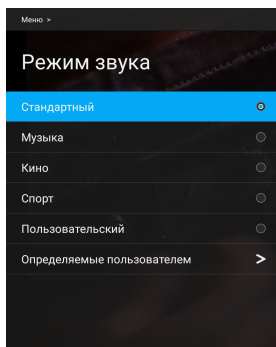 Меню >
Режим звука
Стандартный
Музыка
Кино
Спорт
Пользовательский
Определяемые пользователем >